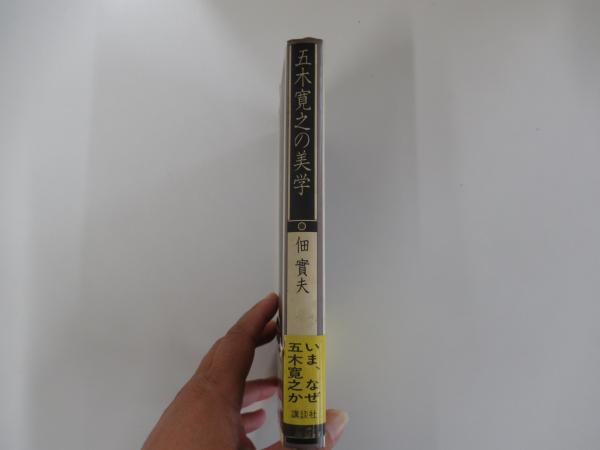 五木寛之の美学
佃實夫
いま、なぜ
五木寛之か
講談社